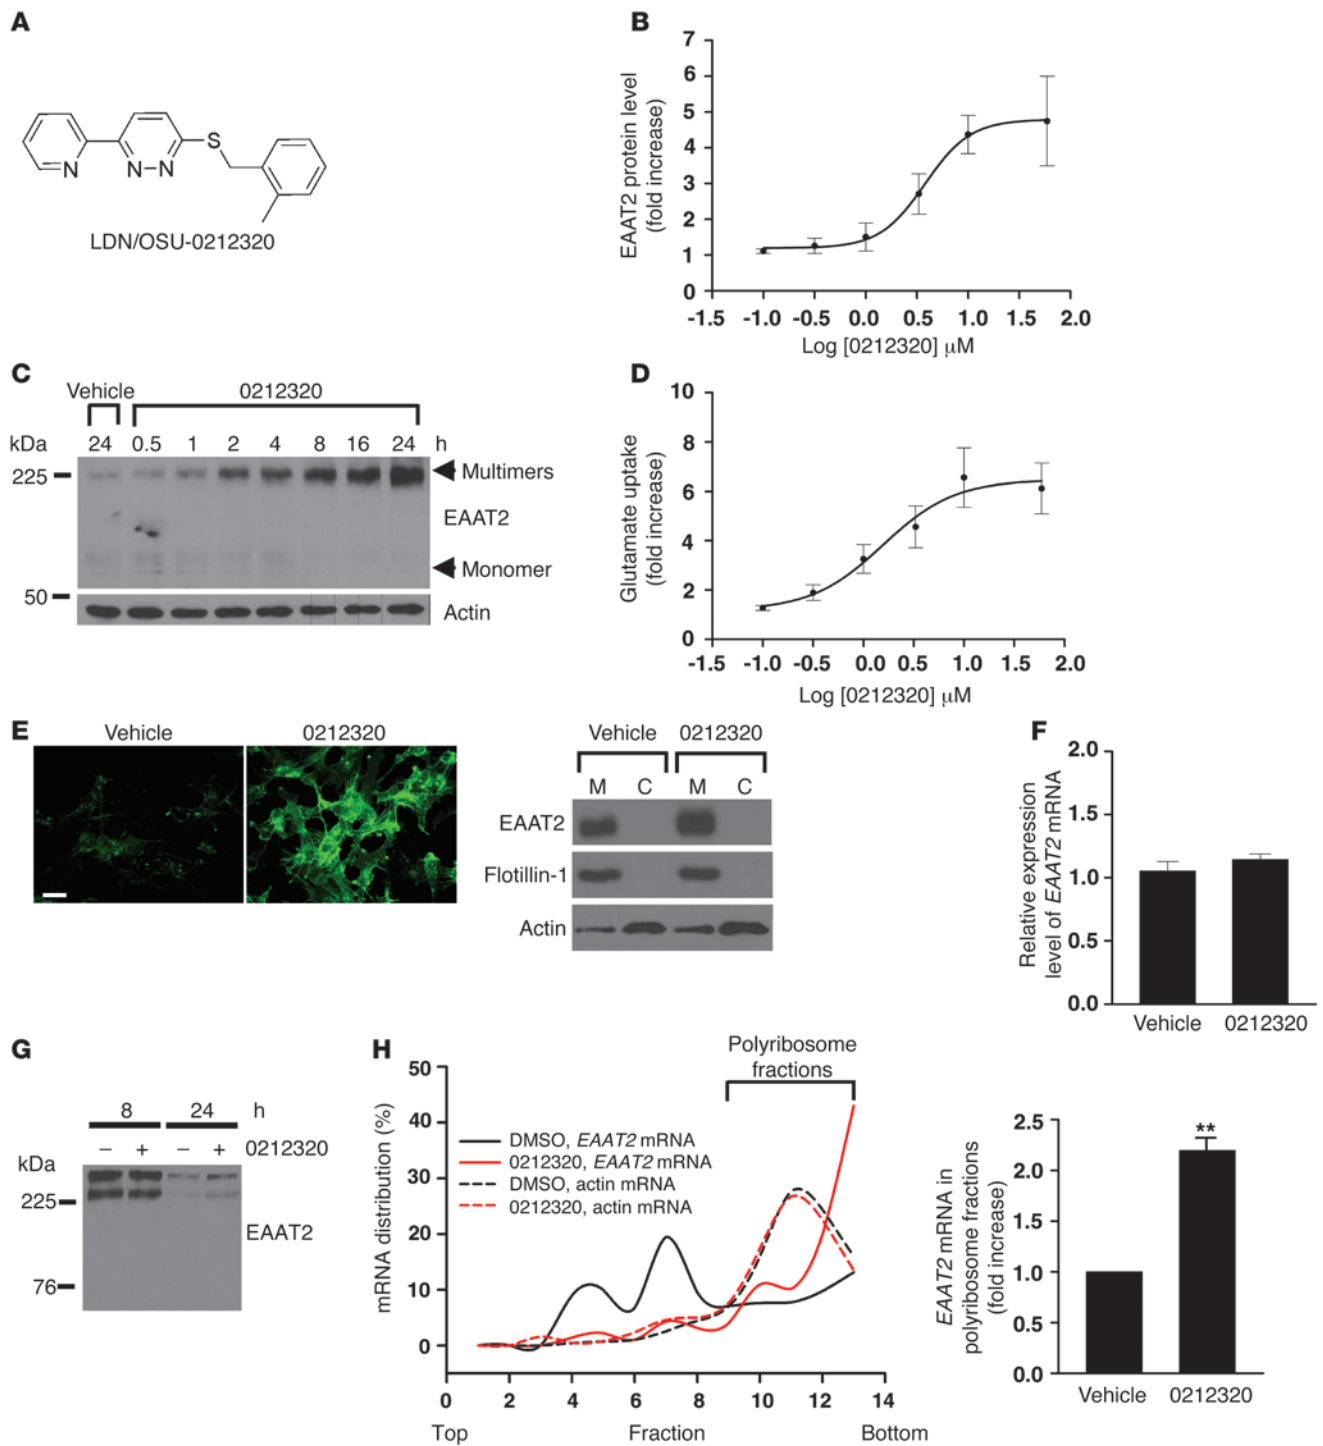 A
N
N
N
S
LDN/OSU-0212320
B
EAAT2 protein level
(fold increase)
7
6
5
4
3
2
1
0
-1.5 -1.0 -0.5 0.0 0.5 1.0 1.5 2.0
Log [0212320] μM
C
Vehicle 0212320
kDa 24 0.5 1 2 4 8 16 24 h
225
Multimers
EAAT2
Monomer
50
Actin
D
Glutamate uptake
(fold increase)
10
8
6
4
2
0
-1.5 -1.0 -0.5 0.0 0.5 1.0 1.5 2.0
Log [0212320] μM
E
Vehicle 0212320
Vehicle 0212320
M C M C
EAAT2
Flotillin-1
Actin
F
Relative expression
level of EAAT2 mRNA
2.0
1.5
1.0
0.5
0.0
Vehicle 0212320
G
8 24 h
– + – + 0212320
kDa
225
EAAT2
76
H
Polyribosome
fractions
mRNA distribution (%)
50
40
30
20
10
0
DMSO, EAAT2 mRNA
0212320, EAAT2 mRNA
DMSO, actin mRNA
0212320, actin mRNA
0 2 4 6 8 10 12 14
Top Fraction Bottom
EAAT2 mRNA in
polyribosome fractions
(fold increase)
2.5
2.0
1.5
1.0
0.5
0.0
**
Vehicle 0212320